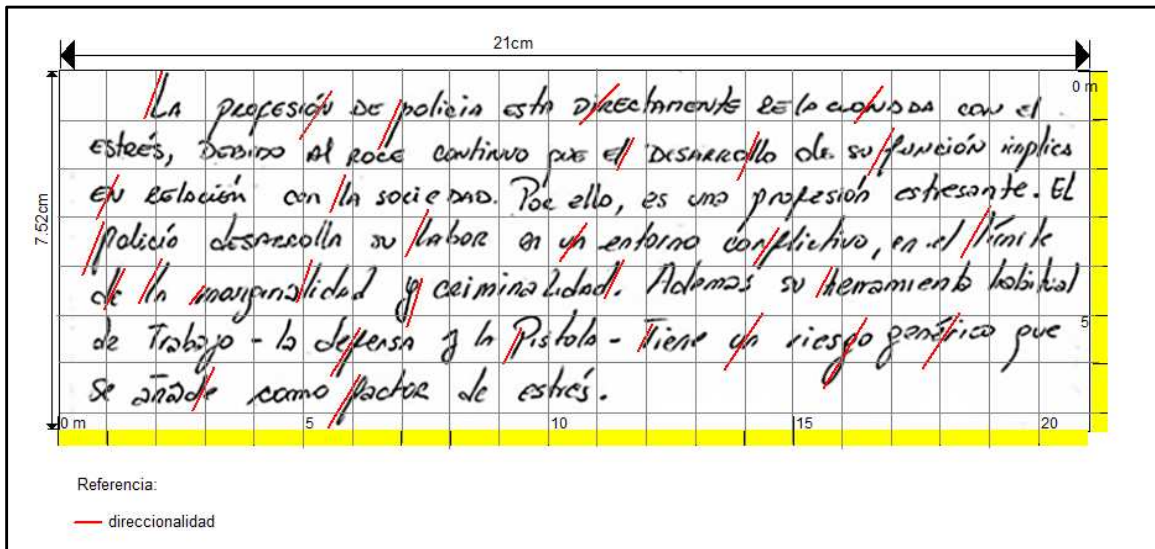 21cm
0 m
LA PROFESIÓN DE policia esta DIRECTAMENTE RELACIONADA con el
ESTRÉS, DEBIDO Al ROCE CONTINUO que el DESARROllo de su función implica
EN RELACIÓN con la sociedad. Por ello, es una profesión estresante. EL
policía desarrolla su labor en un entorno conflictivo, en el límite
de la marginalidad y criminalidad. Ademas su herramienta habitual
de Trabajo - la defensa y la Pistola - Tiene un riesgo genérico que
se añade como factor de estrés.
7.52cm
5
0 m 5 10 15 20
Referencia:
direccionalidad